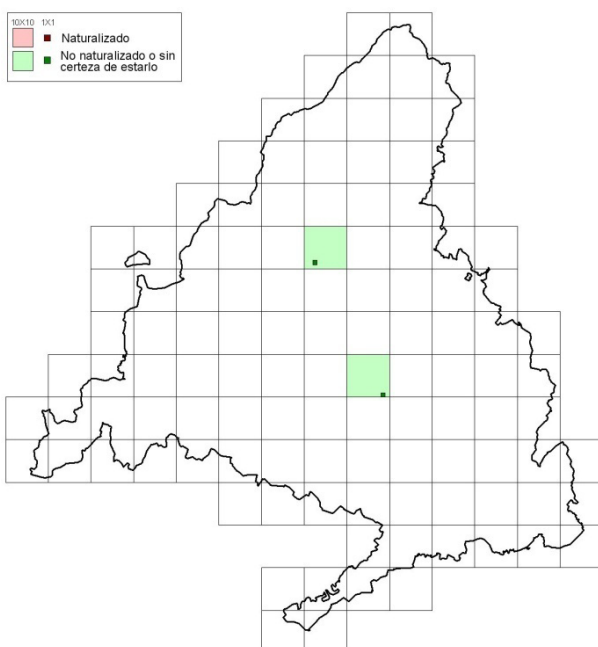 10X10 1X1
Naturalizado
No naturalizado o sin
certeza de estarlo